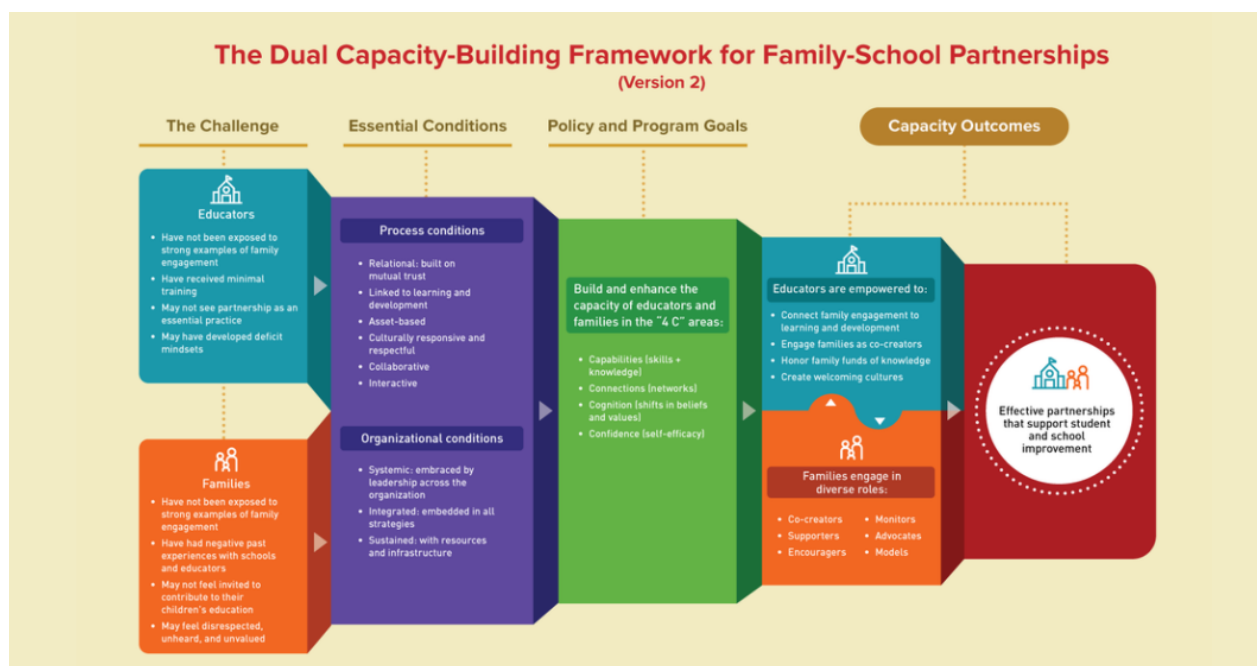 The Dual Capacity-Building Framework for Family-School Partnerships
(Version 2)
The Challenge
Essential Conditions
Policy and Program Goals
Capacity Outcomes
Educators
• Have not been exposed to
strong examples of family
engagement
• Have received minimal
training
• May not see partnership as an
essential practice
• May have developed deficit
mindsets
Families
• Have not been exposed to
strong examples of family
engagement
• Have had negative past
experiences with schools
and educators
• May not feel invited to
contribute to their
children's education
• May feel disrespected,
unheard, and unvalued
Process conditions
• Relational: built on
mutual trust
• Linked to learning and
development
• Asset-based
• Culturally responsive and
respectful
• Collaborative
• Interactive
Organizational conditions
• Systemic: embraced by
leadership across the
organization
• Integrated: embedded in all
strategies
• Sustained: with resources
and infrastructure
Build and enhance the
capacity of educators and
families in the "4 C" areas:
• Capabilities (skills +
knowledge)
• Connections (networks)
• Cognition (shifts in beliefs
and values)
• Confidence (self-efficacy)
Educators are empowered to:
• Connect family engagement to
learning and development
• Engage families as co-creators
• Honor family funds of knowledge
• Create welcoming cultures
Families engage in
diverse roles:
• Co-creators
• Supporters
• Encouragers
• Monitors
• Advocates
• Models
Effective partnerships
that support student
and school
improvement